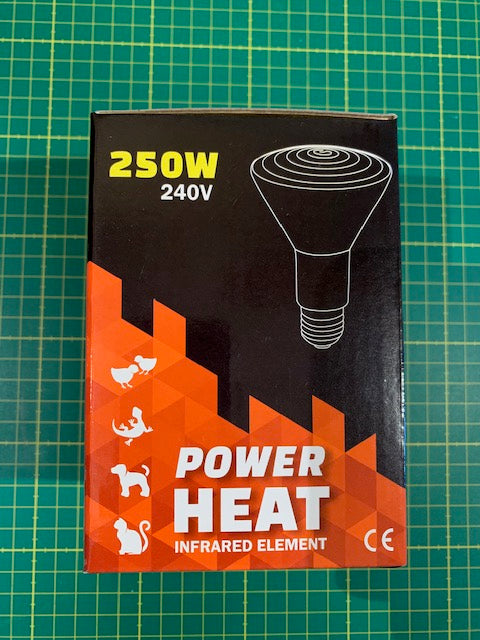 250W
240V
POWER
HEAT
INFRARED ELEMENT
CE